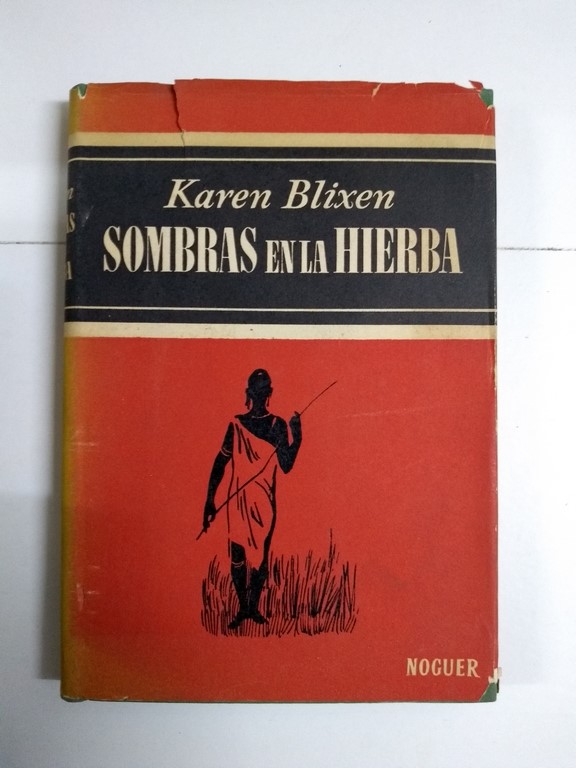 Karen Blixen
SOMBRAS EN LA HIERBA
NOGUER